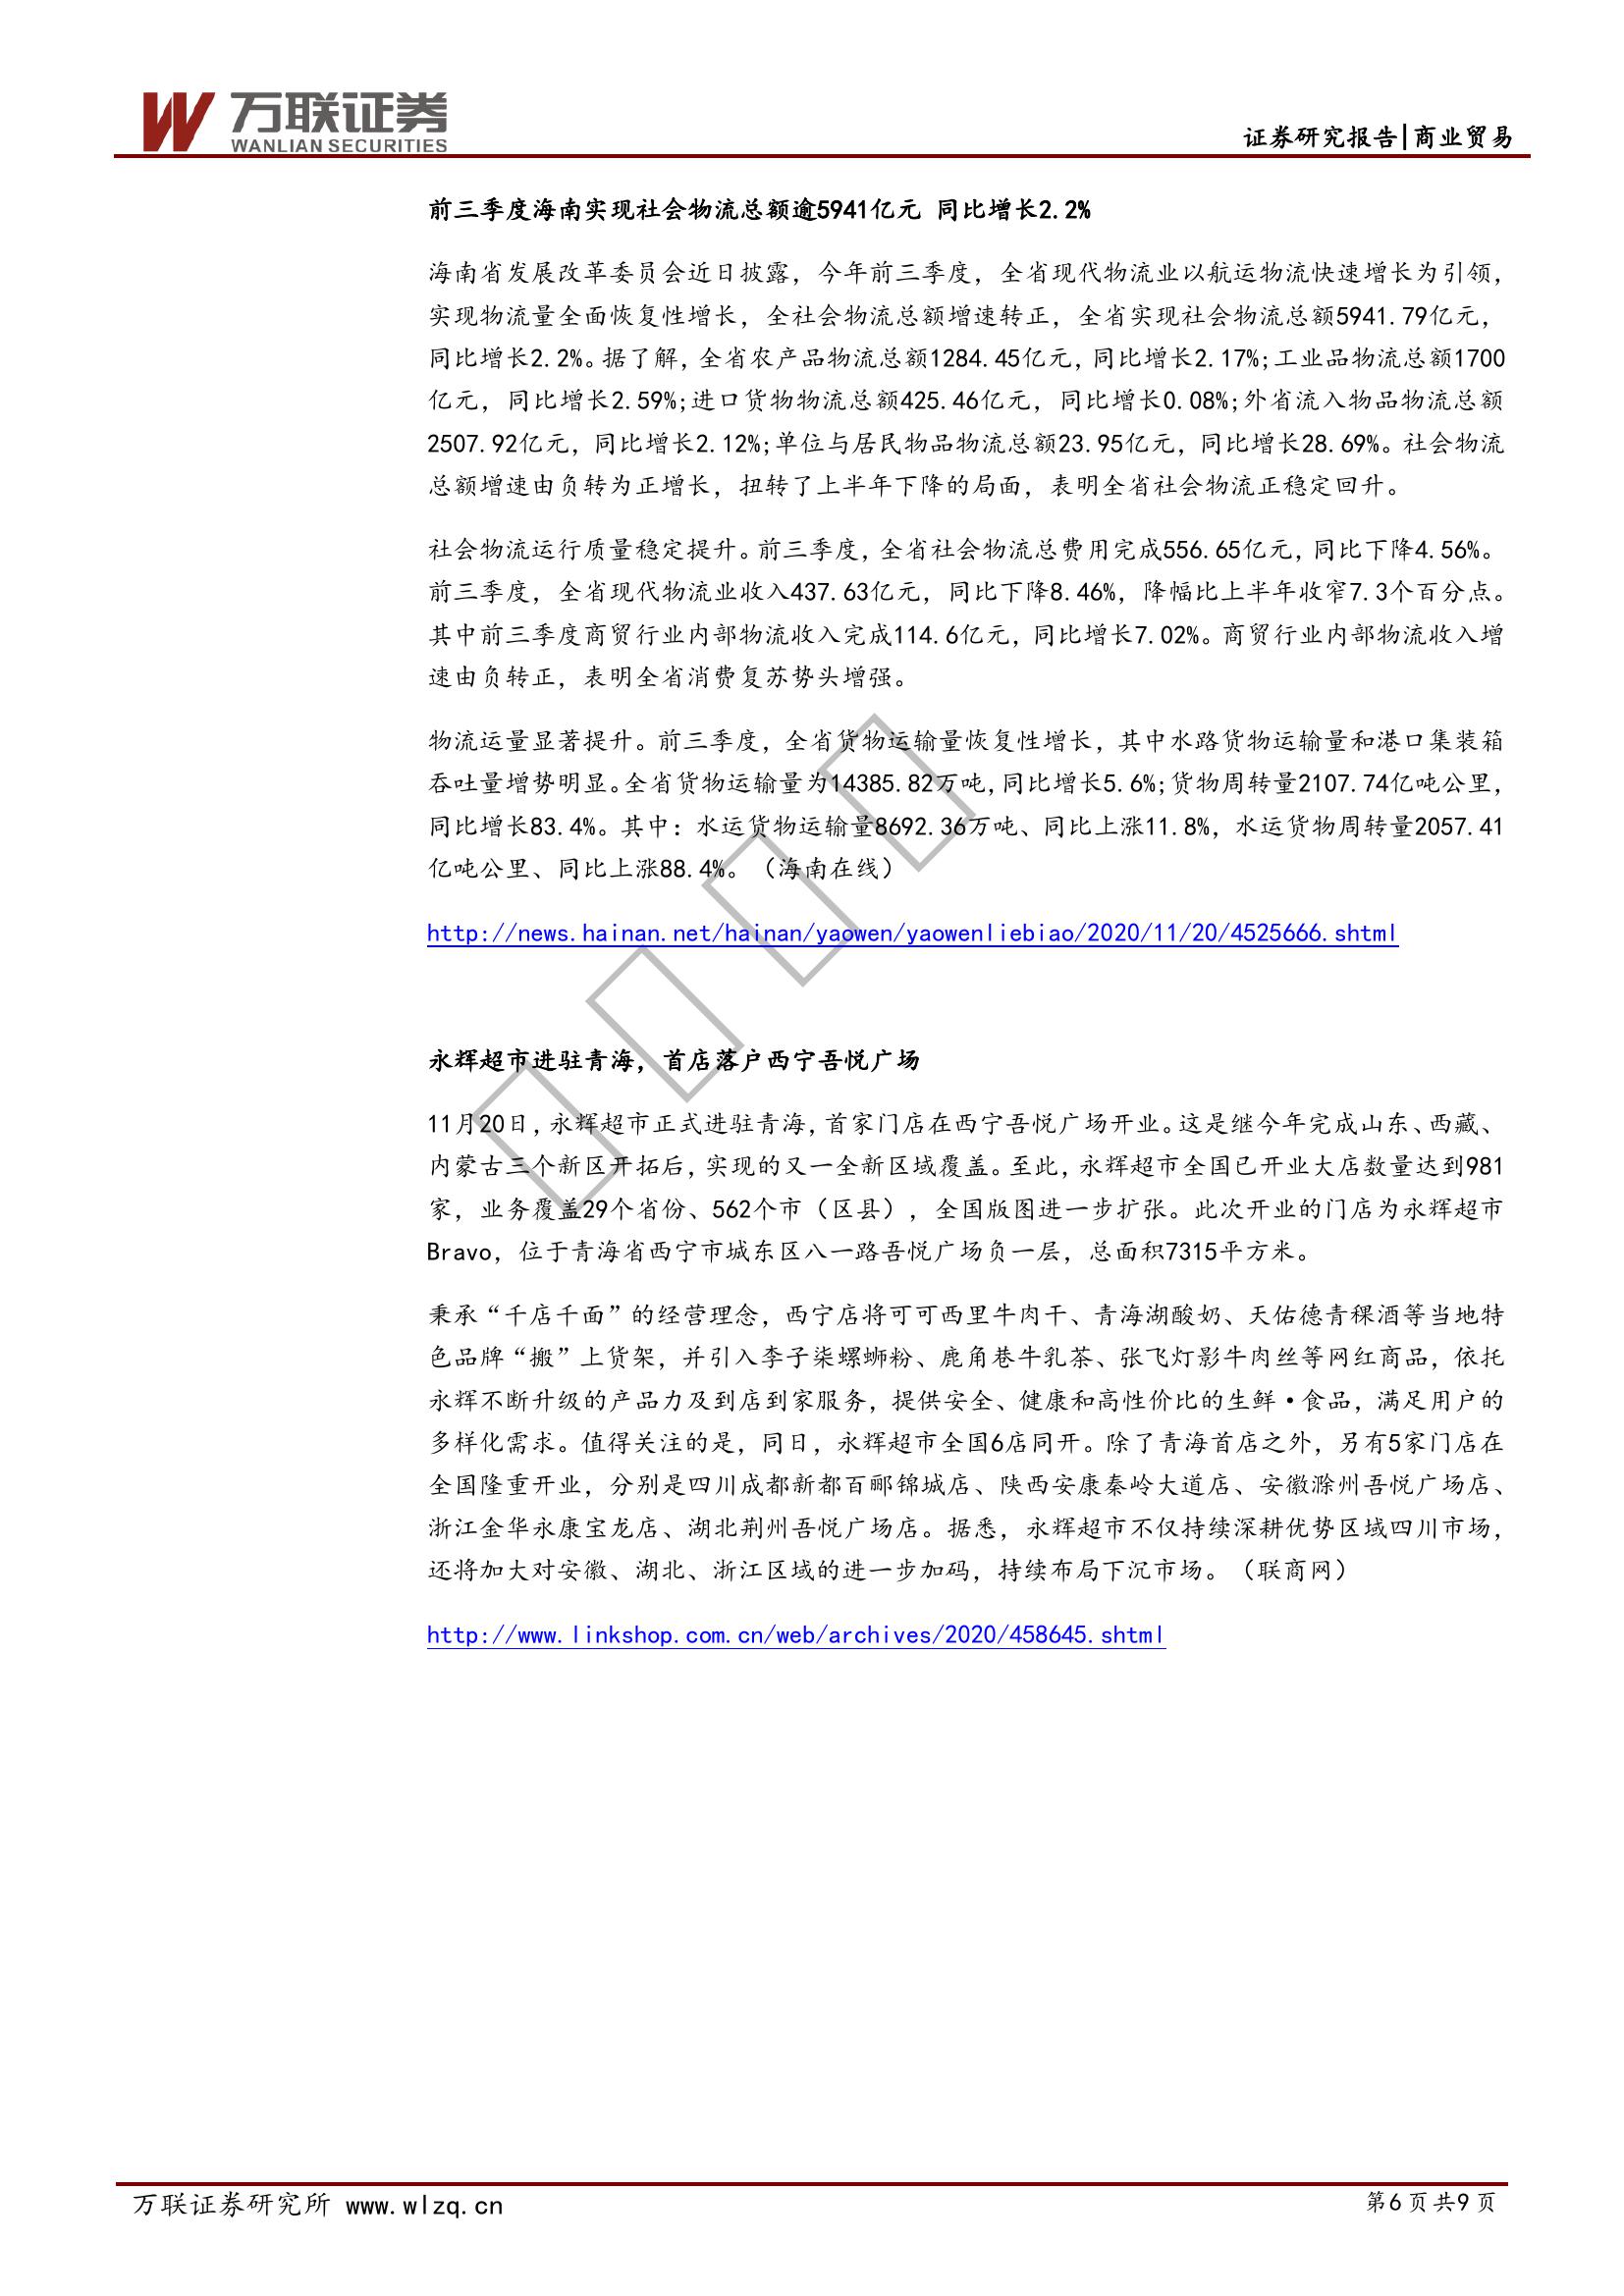 万联证券
WANLIAN SECURITIES
证券研究报告|商业贸易
前三季度海南实现社会物流总额逾5941亿元 同比增长2.2%
海南省发展改革委员会近日披露，今年前三季度，全省现代物流业以航运物流快速增长为引领，
实现物流量全面恢复性增长，全社会物流总额增速转正，全省实现社会物流总额5941.79亿元，
同比增长2.2%。据了解，全省农产品物流总额1284.45亿元，同比增长2.17%;工业品物流总额1700
亿元，同比增长2.59%;进口货物物流总额425.46亿元，同比增长0.08%;外省流入物品物流总额
2507.92亿元，同比增长2.12%;单位与居民物品物流总额23.95亿元，同比增长28.69%。社会物流
总额增速由负转为正增长，扭转了上半年下降的局面，表明全省社会物流正稳定回升。
社会物流运行质量稳定提升。前三季度，全省社会物流总费用完成556.65亿元，同比下降4.56%。
前三季度，全省现代物流业收入437.63亿元，同比下降8.46%，降幅比上半年收窄7.3个百分点。
其中前三季度商贸行业内部物流收入完成114.6亿元，同比增长7.02%。商贸行业内部物流收入增
速由负转正，表明全省消费复苏势头增强。
物流运量显著提升。前三季度，全省货物运输量恢复性增长，其中水路货物运输量和港口集装箱
吞吐量增势明显。全省货物运输量为14385.82万吨，同比增长5.6%;货物周转量2107.74亿吨公里，
同比增长83.4%。其中：水运货物运输量8692.36万吨、同比上涨11.8%，水运货物周转量2057.41
亿吨公里、同比上涨88.4%。（海南在线）
http://news.hainan.net/hainan/yaowen/yaowenliebiao/2020/11/20/4525666.shtml
永辉超市进驻青海，首店落户西宁吾悦广场
11月20日，永辉超市正式进驻青海，首家门店在西宁吾悦广场开业。这是继今年完成山东、西藏、
内蒙古三个新区开拓后，实现的又一全新区域覆盖。至此，永辉超市全国已开业大店数量达到981
家，业务覆盖29个省份、562个市（区县），全国版图进一步扩张。此次开业的门店为永辉超市
Bravo，位于青海省西宁市城东区八一路吾悦广场负一层，总面积7315平方米。
秉承“千店千面”的经营理念，西宁店将可可西里牛肉干、青海湖酸奶、天佑德青稞酒等当地特
色品牌“搬”上货架，并引入李子柒螺蛳粉、鹿角巷牛乳茶、张飞灯影牛肉丝等网红商品，依托
永辉不断升级的产品力及到店到家服务，提供安全、健康和高性价比的生鲜·食品，满足用户的
多样化需求。值得关注的是，同日，永辉超市全国6店同开。除了青海首店之外，另有5家门店在
全国隆重开业，分别是四川成都新都百郦锦城店、陕西安康秦岭大道店、安徽滁州吾悦广场店、
浙江金华永康宝龙店、湖北荆州吾悦广场店。据悉，永辉超市不仅持续深耕优势区域四川市场，
还将加大对安徽、湖北、浙江区域的进一步加码，持续布局下沉市场。（联商网）
http://www.linkshop.com.cn/web/archives/2020/458645.shtml
万联证券研究所 www.wlzq.cn
第6页共9页